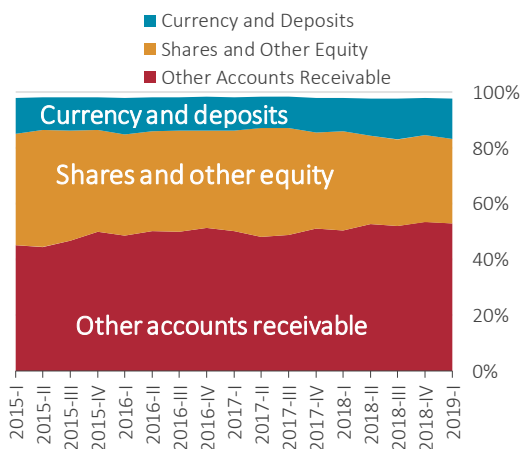 Currency and Deposits
Shares and Other Equity
Other Accounts Receivable
100%
80%
60%
40%
20%
0%
Currency and deposits
Shares and other equity
Other accounts receivable
2015-I
2015-II
2015-III
2015-IV
2016-I
2016-II
2016-III
2016-IV
2017-I
2017-II
2017-III
2017-IV
2018-I
2018-II
2018-III
2018-IV
2019-I